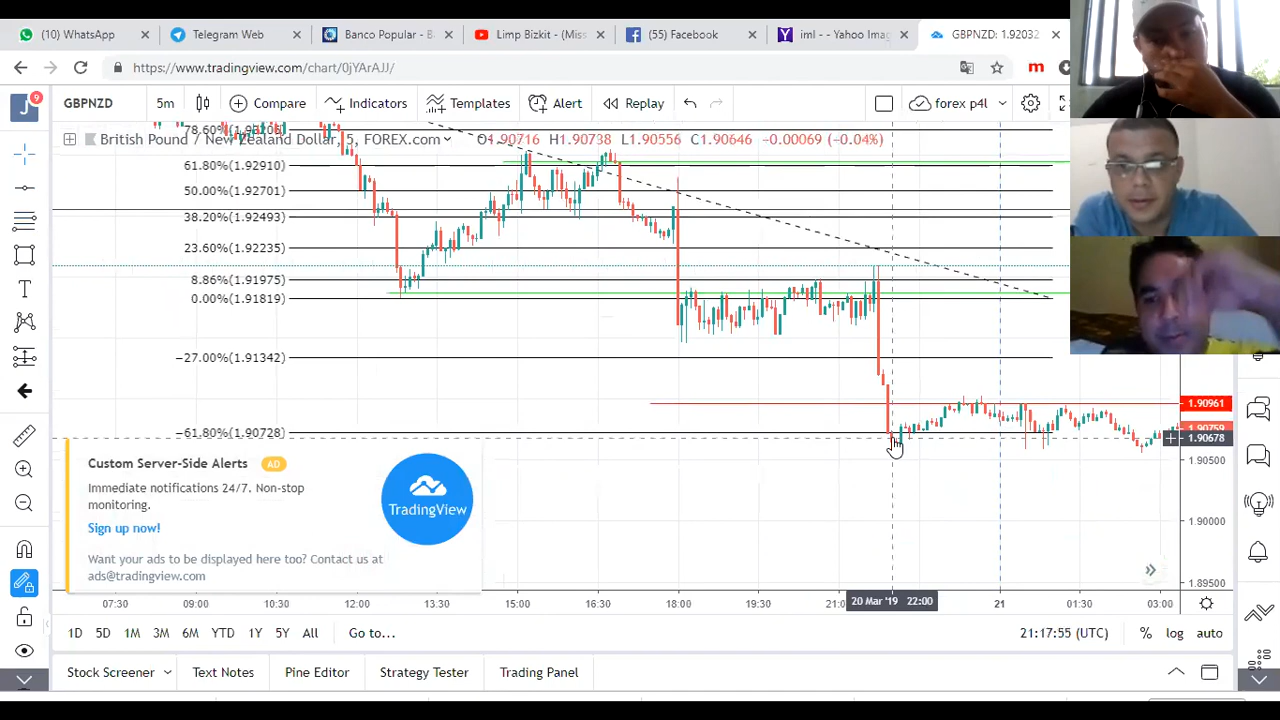 (10) WhatsApp
Telegram Web
Banco Popular -
Limp Bizkit - (Miss
(55) Facebook
iml - - Yahoo Imag
GBPNZD: 1.92032
https://www.tradingview.com/chart/0jYArAJJ/
m
J
9
GBPNZD
5m
Compare
Indicators
Templates
Alert
Replay
forex p4l
British Pound / New Zealand Dollar, 5, FOREX.com
O1.90716 H1.90738 L1.90556 C1.90646 -0.00069 (-0.04%)
61.80%(1.92910)
50.00%(1.92701)
38.20%(1.92493)
23.60%(1.92235)
8.86%(1.91975)
0.00%(1.91819)
−27.00%(1.91342)
−61.80%(1.90728)
1.90961
1.90759
1.90678
1.90500
1.90000
1.89500
Custom Server-Side Alerts AD
Immediate notifications 24/7. Non-stop
monitoring.
Sign up now!
Want your ads to be displayed here too? Contact us at
ads@tradingview.com
TradingView
07:30
09:00
10:30
12:00
13:30
15:00
16:30
18:00
19:30
21:0
20 Mar '19 22:00
21
01:30
03:00
1D
5D
1M
3M
6M
YTD
1Y
5Y
All
Go to...
21:17:55 (UTC)
%
log
auto
Stock Screener
Text Notes
Pine Editor
Strategy Tester
Trading Panel